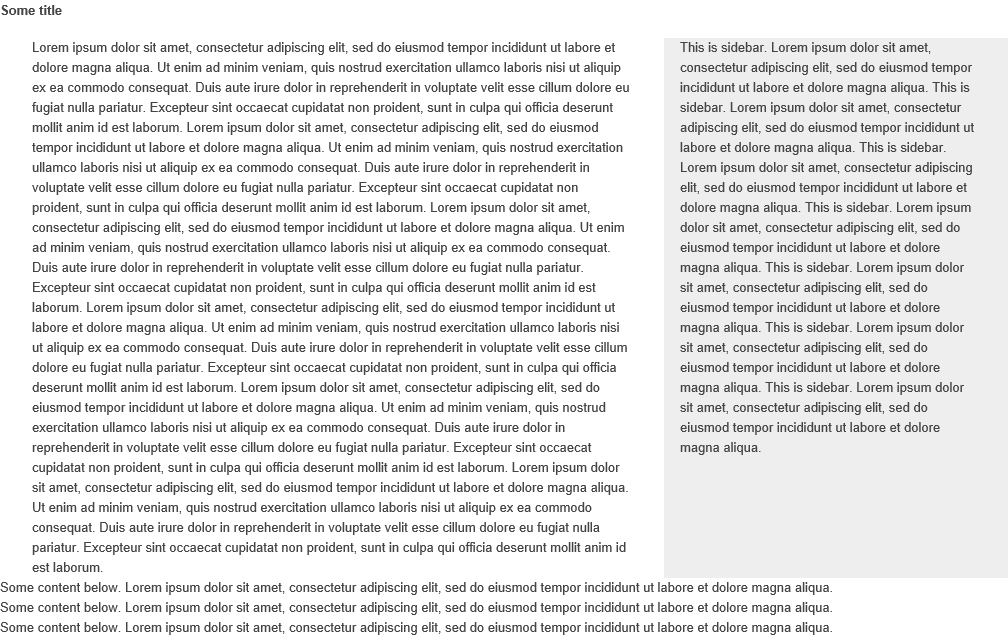 Some title
Lorem ipsum dolor sit amet, consectetur adipiscing elit, sed do eiusmod tempor incididunt ut labore et
dolore magna aliqua. Ut enim ad minim veniam, quis nostrud exercitation ullamco laboris nisi ut aliquip
ex ea commodo consequat. Duis aute irure dolor in reprehenderit in voluptate velit esse cillum dolore eu
fugiat nulla pariatur. Excepteur sint occaecat cupidatat non proident, sunt in culpa qui officia deserunt
mollit anim id est laborum. Lorem ipsum dolor sit amet, consectetur adipiscing elit, sed do eiusmod
tempor incididunt ut labore et dolore magna aliqua. Ut enim ad minim veniam, quis nostrud exercitation
ullamco laboris nisi ut aliquip ex ea commodo consequat. Duis aute irure dolor in reprehenderit in
voluptate velit esse cillum dolore eu fugiat nulla pariatur. Excepteur sint occaecat cupidatat non
proident, sunt in culpa qui officia deserunt mollit anim id est laborum. Lorem ipsum dolor sit amet,
consectetur adipiscing elit, sed do eiusmod tempor incididunt ut labore et dolore magna aliqua. Ut enim
ad minim veniam, quis nostrud exercitation ullamco laboris nisi ut aliquip ex ea commodo consequat.
Duis aute irure dolor in reprehenderit in voluptate velit esse cillum dolore eu fugiat nulla pariatur.
Excepteur sint occaecat cupidatat non proident, sunt in culpa qui officia deserunt mollit anim id est
laborum. Lorem ipsum dolor sit amet, consectetur adipiscing elit, sed do eiusmod tempor incididunt ut
labore et dolore magna aliqua. Ut enim ad minim veniam, quis nostrud exercitation ullamco laboris nisi
ut aliquip ex ea commodo consequat. Duis aute irure dolor in reprehenderit in voluptate velit esse cillum
dolore eu fugiat nulla pariatur. Excepteur sint occaecat cupidatat non proident, sunt in culpa qui officia
deserunt mollit anim id est laborum. Lorem ipsum dolor sit amet, consectetur adipiscing elit, sed do
eiusmod tempor incididunt ut labore et dolore magna aliqua. Ut enim ad minim veniam, quis nostrud
exercitation ullamco laboris nisi ut aliquip ex ea commodo consequat. Duis aute irure dolor in
reprehenderit in voluptate velit esse cillum dolore eu fugiat nulla pariatur. Excepteur sint occaecat
cupidatat non proident, sunt in culpa qui officia deserunt mollit anim id est laborum. Lorem ipsum dolor
sit amet, consectetur adipiscing elit, sed do eiusmod tempor incididunt ut labore et dolore magna aliqua.
Ut enim ad minim veniam, quis nostrud exercitation ullamco laboris nisi ut aliquip ex ea commodo
consequat. Duis aute irure dolor in reprehenderit in voluptate velit esse cillum dolore eu fugiat nulla
pariatur. Excepteur sint occaecat cupidatat non proident, sunt in culpa qui officia deserunt mollit anim id
est laborum.
This is sidebar. Lorem ipsum dolor sit amet,
consectetur adipiscing elit, sed do eiusmod tempor
incididunt ut labore et dolore magna aliqua. This is
sidebar. Lorem ipsum dolor sit amet, consectetur
adipiscing elit, sed do eiusmod tempor incididunt ut
labore et dolore magna aliqua. This is sidebar.
Lorem ipsum dolor sit amet, consectetur adipiscing
elit, sed do eiusmod tempor incididunt ut labore et
dolore magna aliqua. This is sidebar. Lorem ipsum
dolor sit amet, consectetur adipiscing elit, sed do
eiusmod tempor incididunt ut labore et dolore
magna aliqua. This is sidebar. Lorem ipsum dolor
sit amet, consectetur adipiscing elit, sed do
eiusmod tempor incididunt ut labore et dolore
magna aliqua. This is sidebar. Lorem ipsum dolor
sit amet, consectetur adipiscing elit, sed do
eiusmod tempor incididunt ut labore et dolore
magna aliqua. This is sidebar. Lorem ipsum dolor
sit amet, consectetur adipiscing elit, sed do
eiusmod tempor incididunt ut labore et dolore
magna aliqua.
Some content below. Lorem ipsum dolor sit amet, consectetur adipiscing elit, sed do eiusmod tempor incididunt ut labore et dolore magna aliqua.
Some content below. Lorem ipsum dolor sit amet, consectetur adipiscing elit, sed do eiusmod tempor incididunt ut labore et dolore magna aliqua.
Some content below. Lorem ipsum dolor sit amet, consectetur adipiscing elit, sed do eiusmod tempor incididunt ut labore et dolore magna aliqua.